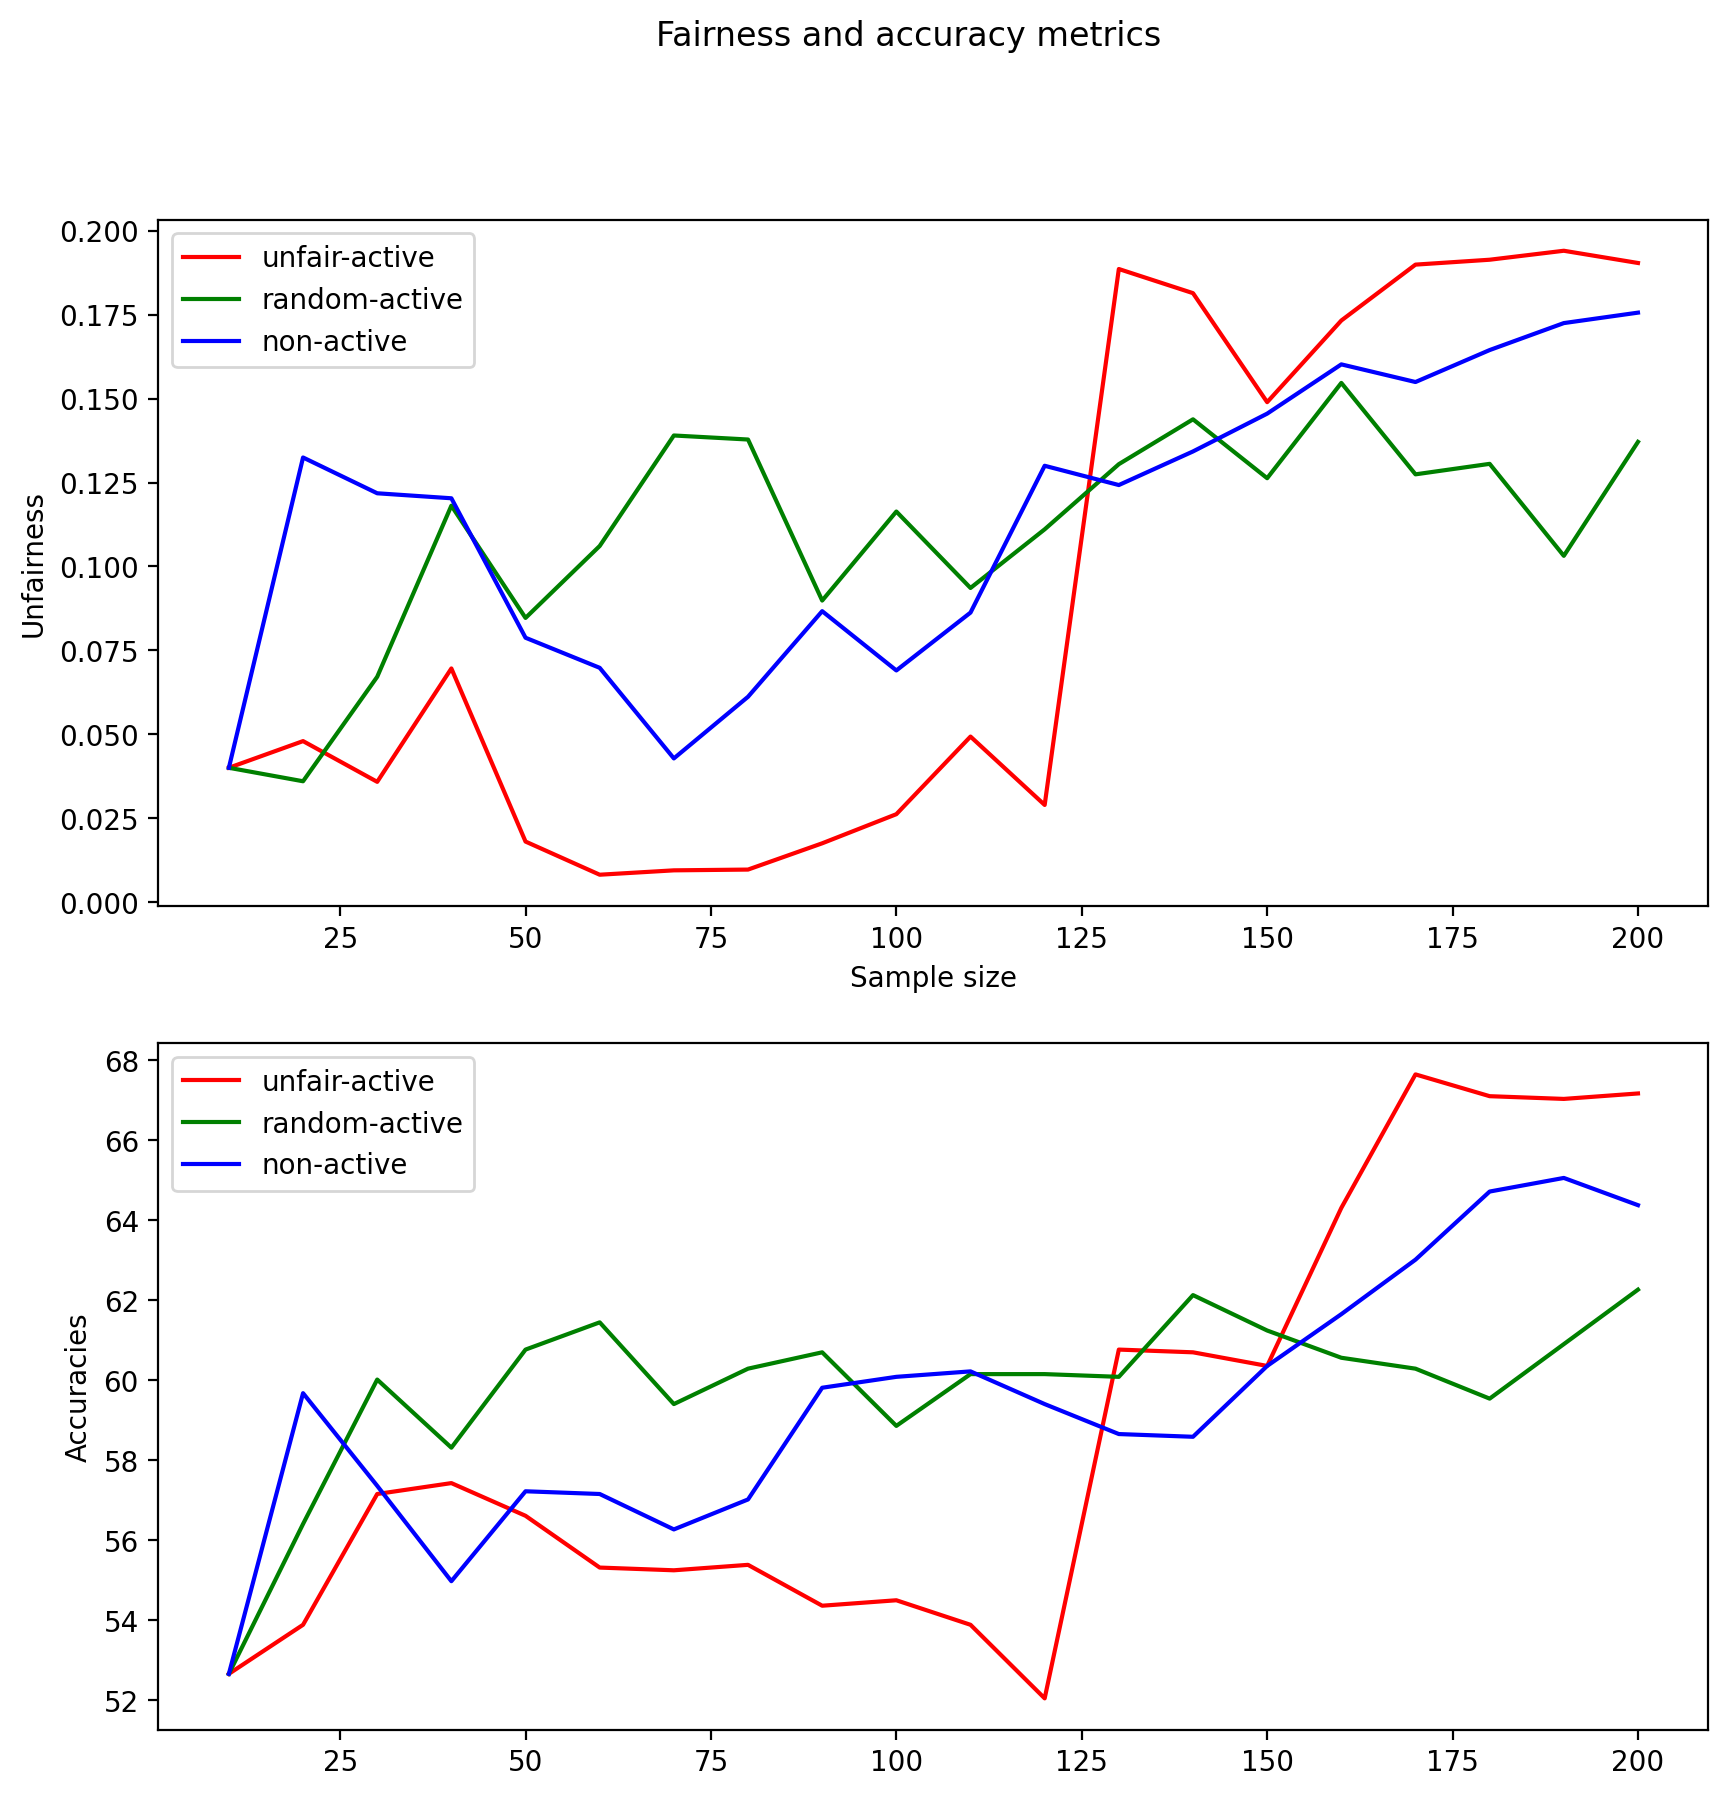 Fairness and accuracy metrics
0.200
0.175
0.150
0.125
0.100
0.075
0.050
0.025
0.000
Unfairness
unfair-active
random-active
non-active
25 50 75 100 125 150 175 200
Sample size
68
66
64
62
60
58
56
54
52
Accuracies
unfair-active
random-active
non-active
25 50 75 100 125 150 175 200